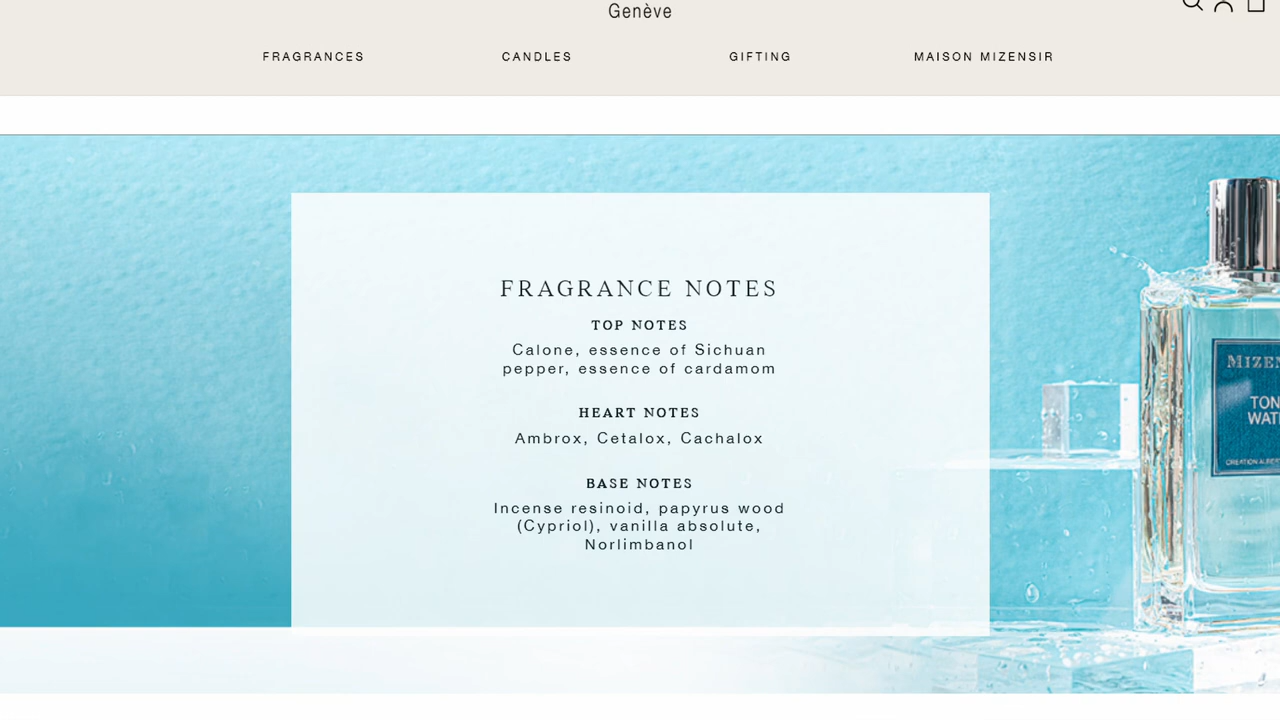 Genève
FRAGRANCES CANDLES GIFTING MAISON MIZENSIR
FRAGRANCE NOTES
TOP NOTES
Calone, essence of Sichuan
pepper, essence of cardamom
HEART NOTES
Ambrox, Cetalox, Cachalox
BASE NOTES
Incense resinoid, papyrus wood
(Cypriol), vanilla absolute,
Norlimbanol